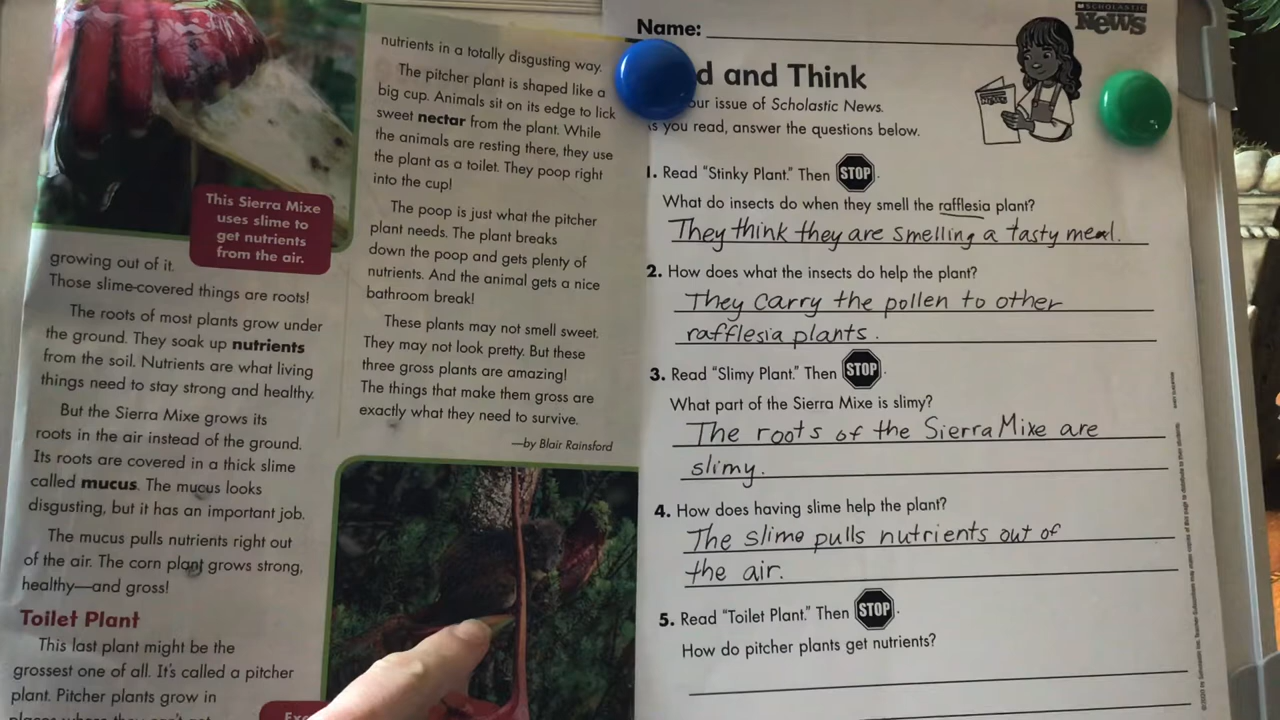 This Sierra Mixe
uses slime to
get nutrients
from the air.
growing out of it.
Those slime-covered things are roots!
The roots of most plants grow under
the ground. They soak up nutrients
from the soil. Nutrients are what living
things need to stay strong and healthy.
But the Sierra Mixe grows its
roots in the air instead of the ground.
Its roots are covered in a thick slime
called mucus. The mucus looks
disgusting, but it has an important job.
The mucus pulls nutrients right out
of the air. The corn plant grows strong,
healthy—and gross!
Toilet Plant
This last plant might be the
grossest one of all. It's called a pitcher
plant. Pitcher plants grow in
places where they can't get
nutrients in a totally disgusting way.
The pitcher plant is shaped like a
big cup. Animals sit on its edge to lick
sweet nectar from the plant. While
the animals are resting there, they use
the plant as a toilet. They poop right
into the cup!
The poop is just what the pitcher
plant needs. The plant breaks
down the poop and gets plenty of
nutrients. And the animal gets a nice
bathroom break!
These plants may not smell sweet.
They may not look pretty. But these
three gross plants are amazing!
The things that make them gross are
exactly what they need to survive.
—by Blair Rainsford
SCHOLASTIC
News
Name:
d and Think
our issue of Scholastic News.
As you read, answer the questions below.
1. Read "Stinky Plant." Then STOP.
What do insects do when they smell the rafflesia plant?
They think they are smelling a tasty meal.
2. How does what the insects do help the plant?
They carry the pollen to other
rafflesia plants.
3. Read "Slimy Plant." Then STOP.
What part of the Sierra Mixe is slimy?
The roots of the Sierra Mixe are
slimy.
4. How does having slime help the plant?
The slime pulls nutrients out of
the air.
5. Read "Toilet Plant." Then STOP.
How do pitcher plants get nutrients?